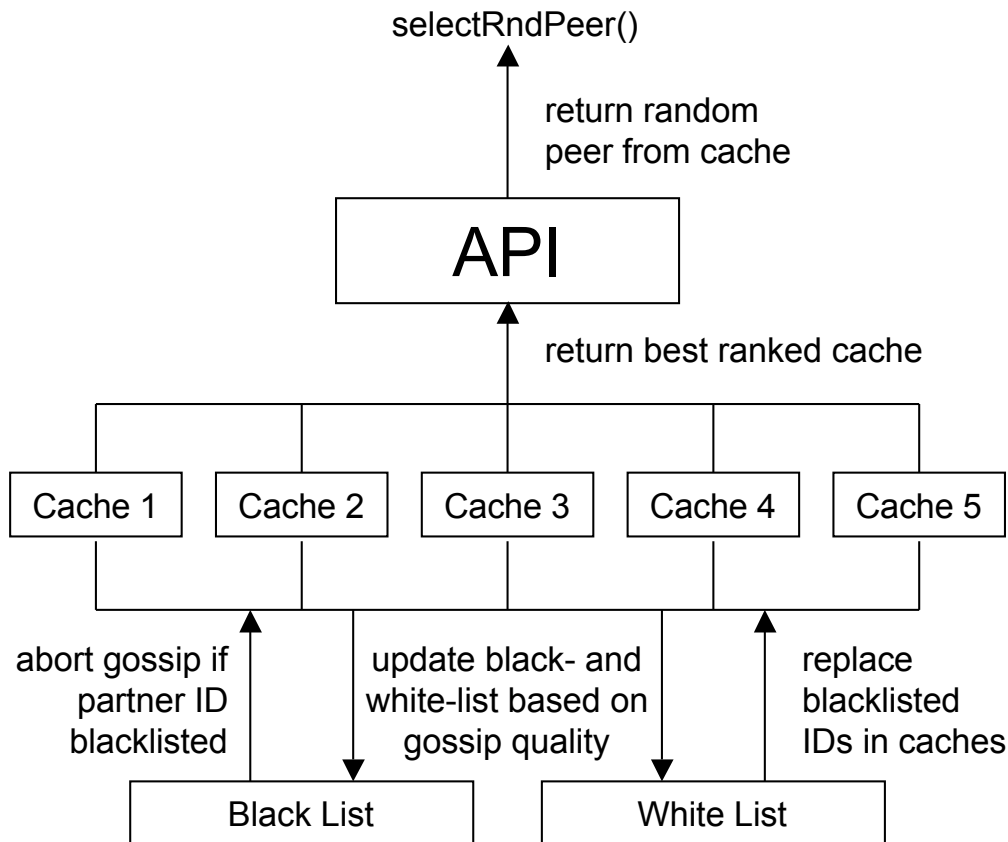 selectRndPeer()
return random
peer from cache
API
return best ranked cache
Cache 1
Cache 2
Cache 3
Cache 4
Cache 5
abort gossip if
partner ID
blacklisted
update black- and
white-list based on
gossip quality
replace
blacklisted
IDs in caches
Black List
White List